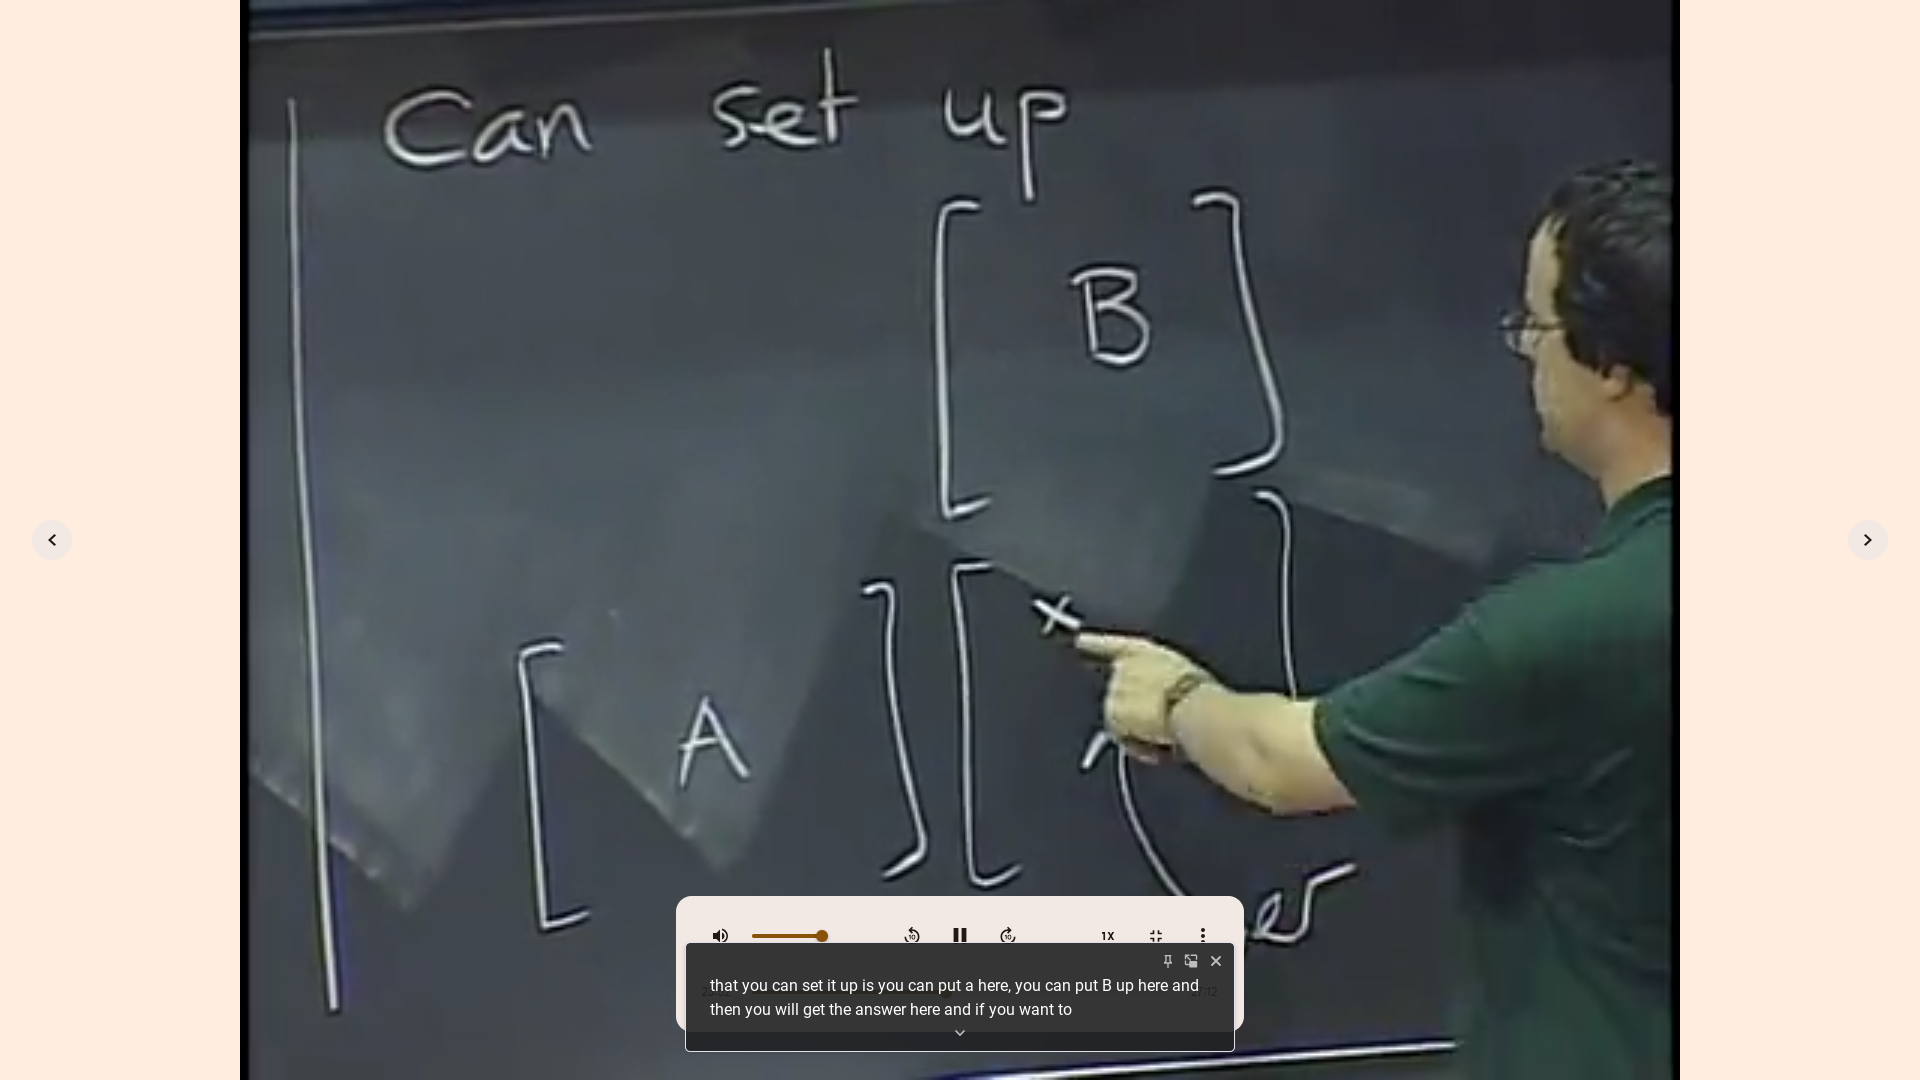 Can set up
B
x
A
1X
that you can set it up is you can put a here, you can put B up here and
then you will get the answer here and if you want to